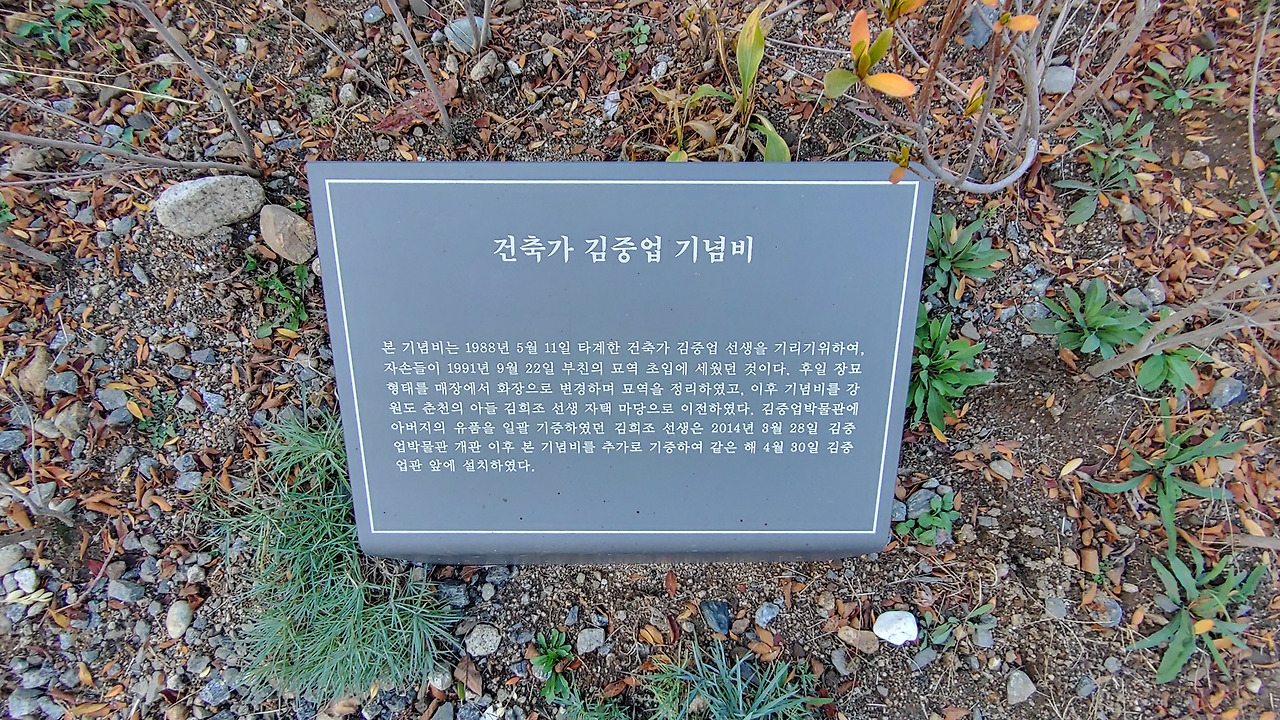 건축가 김중업 기념비
본 기념비는 1988년 5월 11일 타계한 건축가 김중업 선생을 기리기위하여,
자손들이 1991년 9월 22일 부친의 묘역 초입에 세웠던 것이다. 후일 장묘
형태를 매장에서 화장으로 변경하며 묘역을 정리하였고, 이후 기념비를 강
원도 춘천의 아들 김희조 선생 자택 마당으로 이전하였다. 김중업박물관에
아버지의 유품을 일괄 기증하였던 김희조 선생은 2014년 3월 28일 김중
업박물관 개관 이후 본 기념비를 추가로 기증하여 같은 해 4월 30일 김중
업관 앞에 설치하였다.